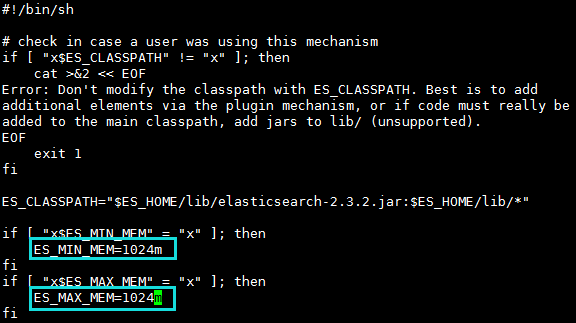 #!/bin/sh
# check in case a user was using this mechanism
if [ "x$ES_CLASSPATH" != "x" ]; then
    cat >&2 << EOF
Error: Don't modify the classpath with ES_CLASSPATH. Best is to add
additional elements via the plugin mechanism, or if code must really be
added to the main classpath, add jars to lib/ (unsupported).
EOF
    exit 1
fi
ES_CLASSPATH="$ES_HOME/lib/elasticsearch-2.3.2.jar:$ES_HOME/lib/*"
if [ "x$ES_MIN_MEM" = "x" ]; then
    ES_MIN_MEM=1024m
fi
if [ "x$ES_MAX_MEM" = "x" ]; then
    ES_MAX_MEM=1024m
fi